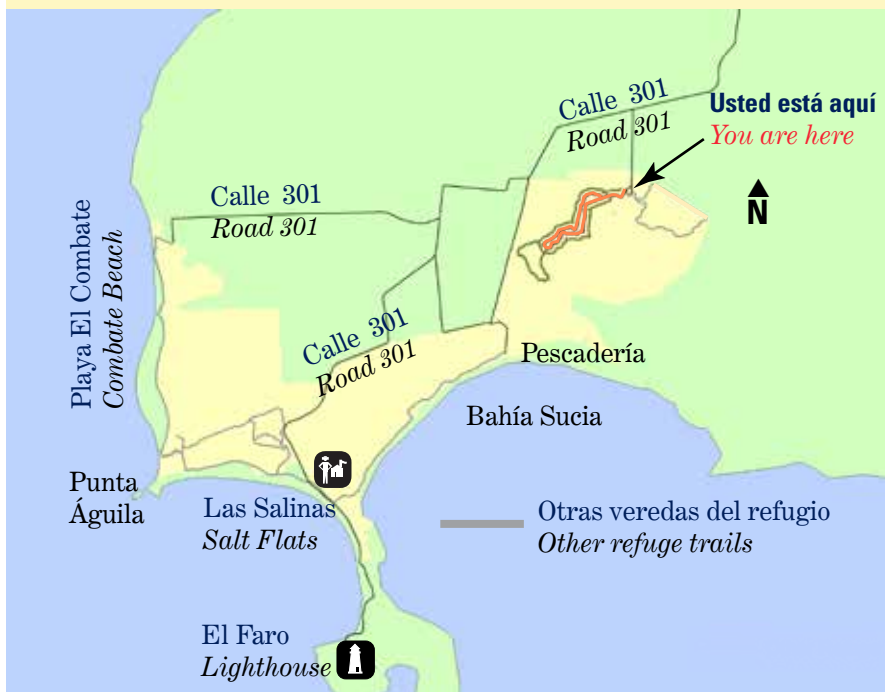 Calle 301
Road 301
Usted está aquí
You are here
N
Calle 301
Road 301
Playa El Combate
Combate Beach
Calle 301
Road 301
Pescadería
Bahía Sucia
Punta
Águila
Las Salinas
Salt Flats
Otras veredas del refugio
Other refuge trails
El Faro
Lighthouse